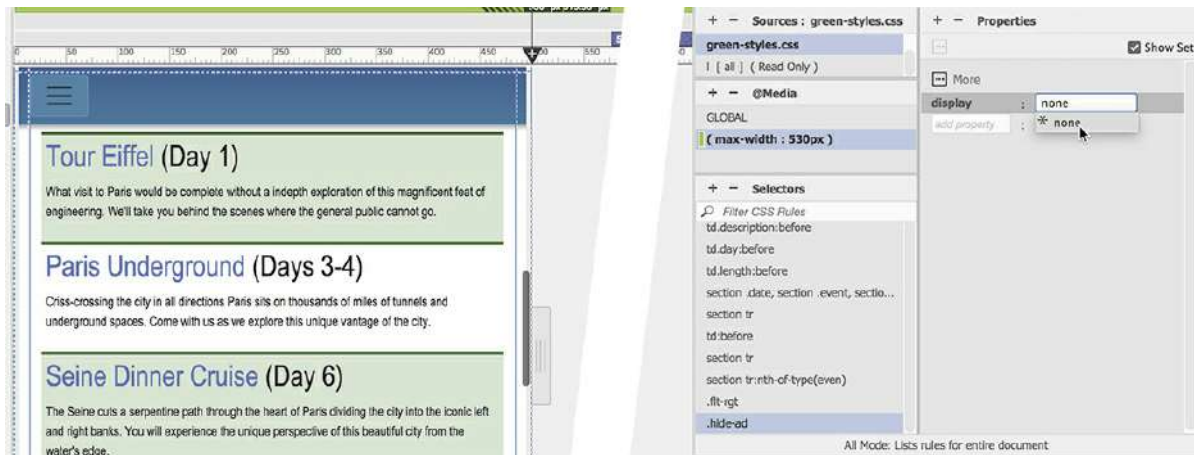 0 50 100 150 200 250 300 350 400 450 550
Tour Eiffel (Day 1)
What visit to Paris would be complete without a indepth exploration of this magnificent feat of
engineering. We'll take you behind the scenes where the general public cannot go.
Paris Underground (Days 3-4)
Criss-crossing the city in all directions Paris sits on thousands of miles of tunnels and
underground spaces. Come with us as we explore this unique vantage of the city.
Seine Dinner Cruise (Day 6)
The Seine cuts a serpentine path through the heart of Paris dividing the city into the iconic left
and right banks. You will experience the unique perspective of this beautiful city from the
water's edge.
+ − Sources : green-styles.css
green-styles.css
[ all ] ( Read Only )
+ − @Media
GLOBAL
( max-width : 530px )
+ − Selectors
Filter CSS Rules
td.description:before
td.day:before
td.length:before
section .date, section .event, sectio...
section tr
td:before
section tr
section tr:nth-of-type(even)
.flt-rgt
.hide-ad
+ − Properties
Show Set
More
display : none
add property :
* none
All Mode: Lists rules for entire document